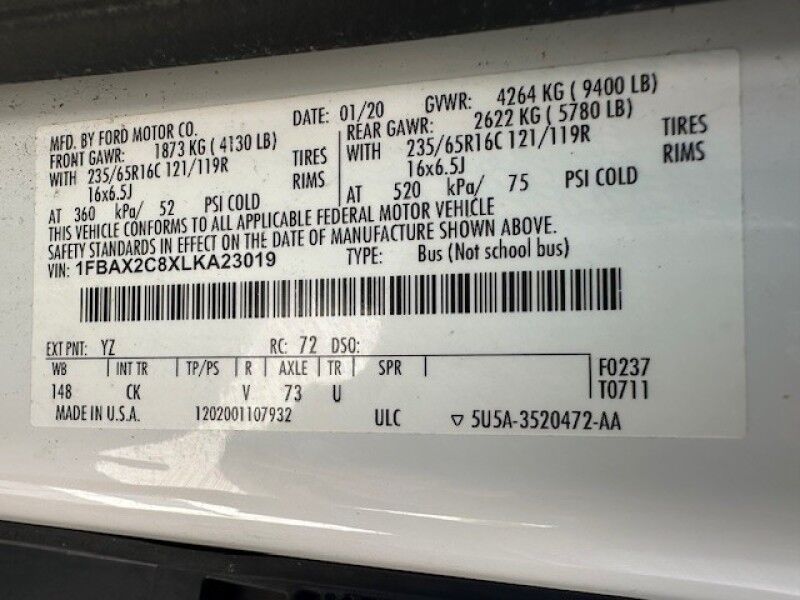 MFD. BY FORD MOTOR CO. DATE: 01/20 GVWR: 4264 KG ( 9400 LB)
FRONT GAWR: 1873 KG ( 4130 LB) REAR GAWR: 2622 KG ( 5780 LB)
WITH 235/65R16C 121/119R TIRES WITH 235/65R16C 121/119R TIRES
16x6.5J RIMS 16x6.5J RIMS
AT 360 kPa/ 52 PSI COLD AT 520 kPa/ 75 PSI COLD
THIS VEHICLE CONFORMS TO ALL APPLICABLE FEDERAL MOTOR VEHICLE
SAFETY STANDARDS IN EFFECT ON THE DATE OF MANUFACTURE SHOWN ABOVE.
VIN: 1FBAX2C8XLKA23019 TYPE: Bus (Not school bus)
EXT PNT: YZ RC: 72 DSO:
WB INT TR TP/PS R AXLE TR SPR F0237
148 CK V 73 U T0711
MADE IN U.S.A. 1202001107932 ULC ▽ 5U5A-3520472-AA